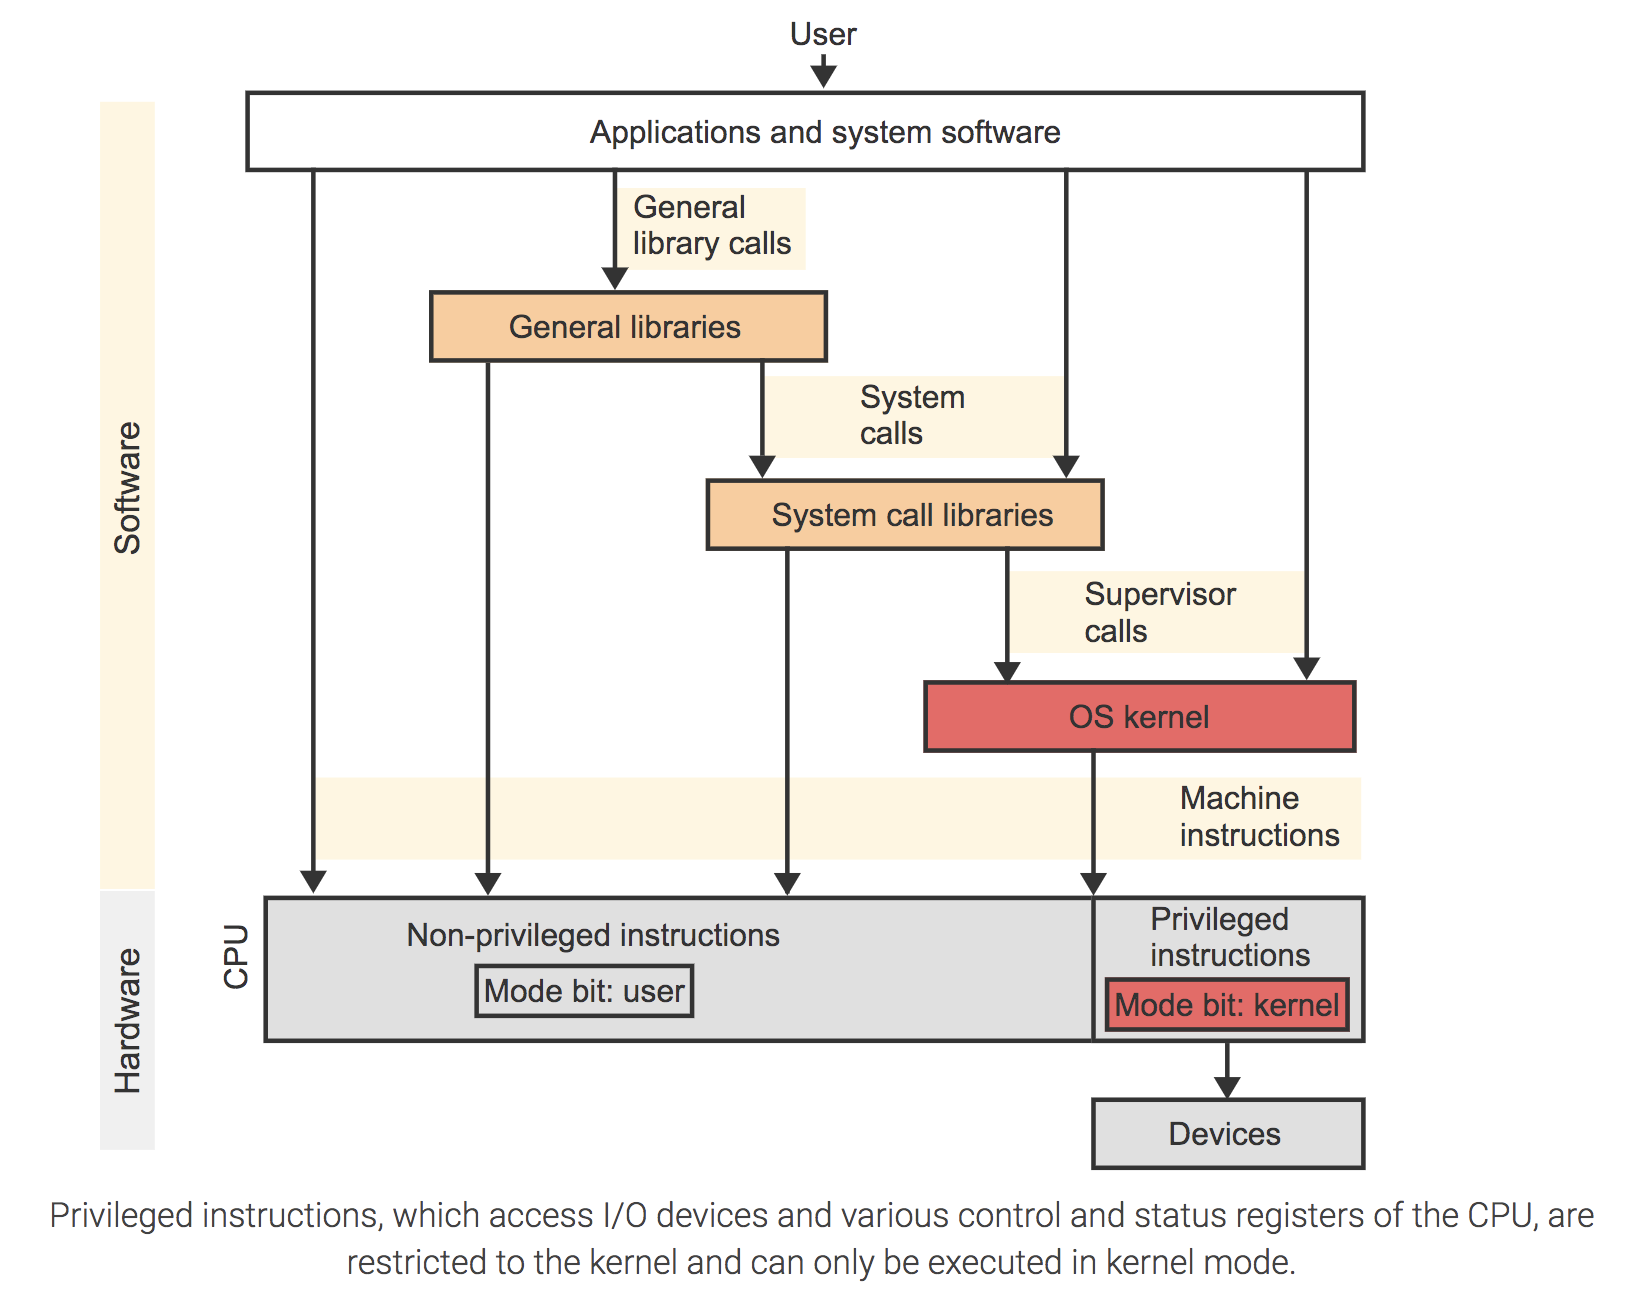 User
Applications and system software
General
library calls
General libraries
System
calls
System call libraries
Supervisor
calls
OS kernel
Machine
instructions
Software
Hardware
CPU
Non-privileged instructions
Mode bit: user
Privileged
instructions
Mode bit: kernel
Devices
Privileged instructions, which access I/O devices and various control and status registers of the CPU, are
restricted to the kernel and can only be executed in kernel mode.